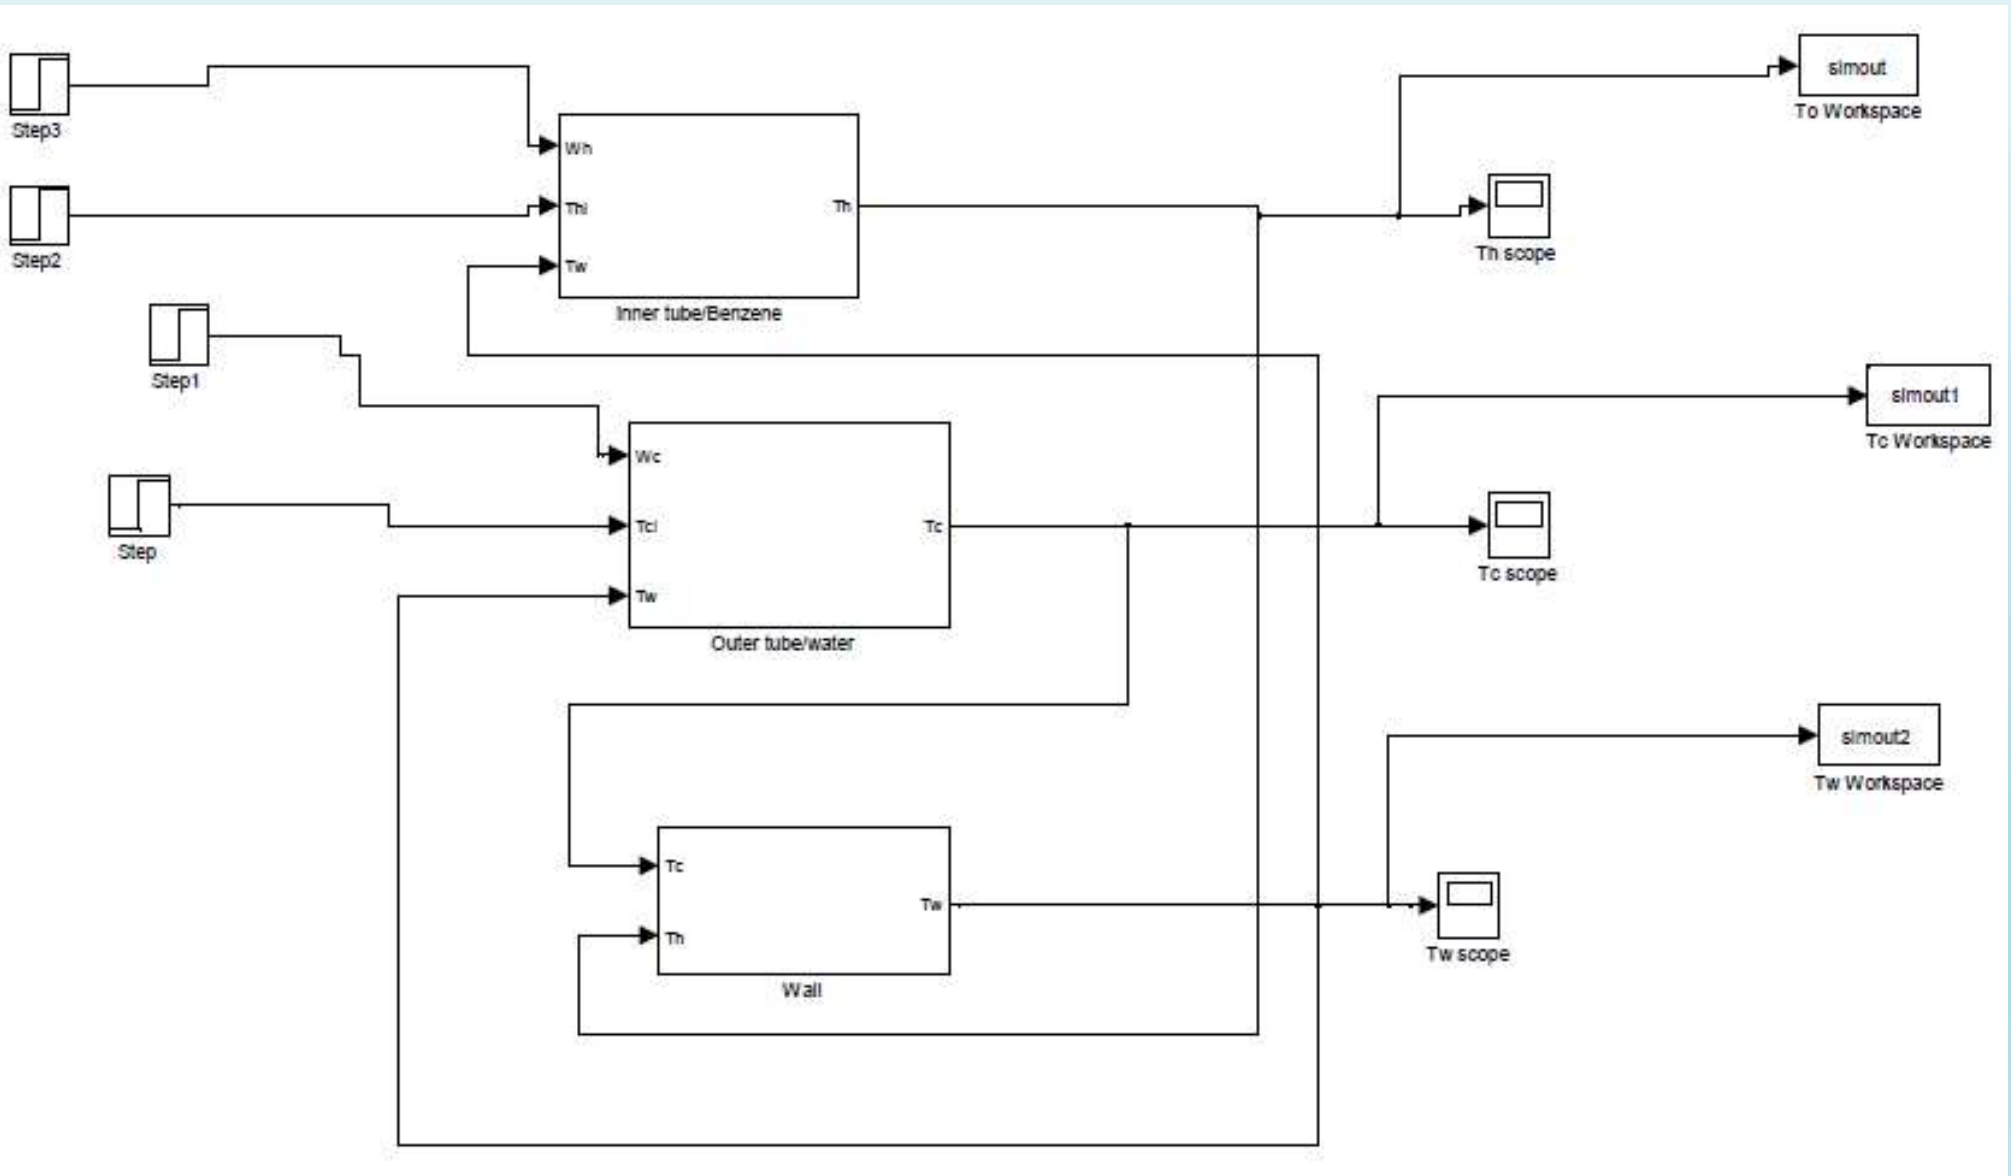 simout
To Workspace
Step3
Wh
Thi
Th
Tw
Inner tube/Benzene
Th scope
Step2
Step1
simout1
Tc Workspace
Wc
Tci
Tc
Tw
Outer tube/water
Tc scope
Step
simout2
Tw Workspace
Tc
Tw
Th
Wall
Tw scope